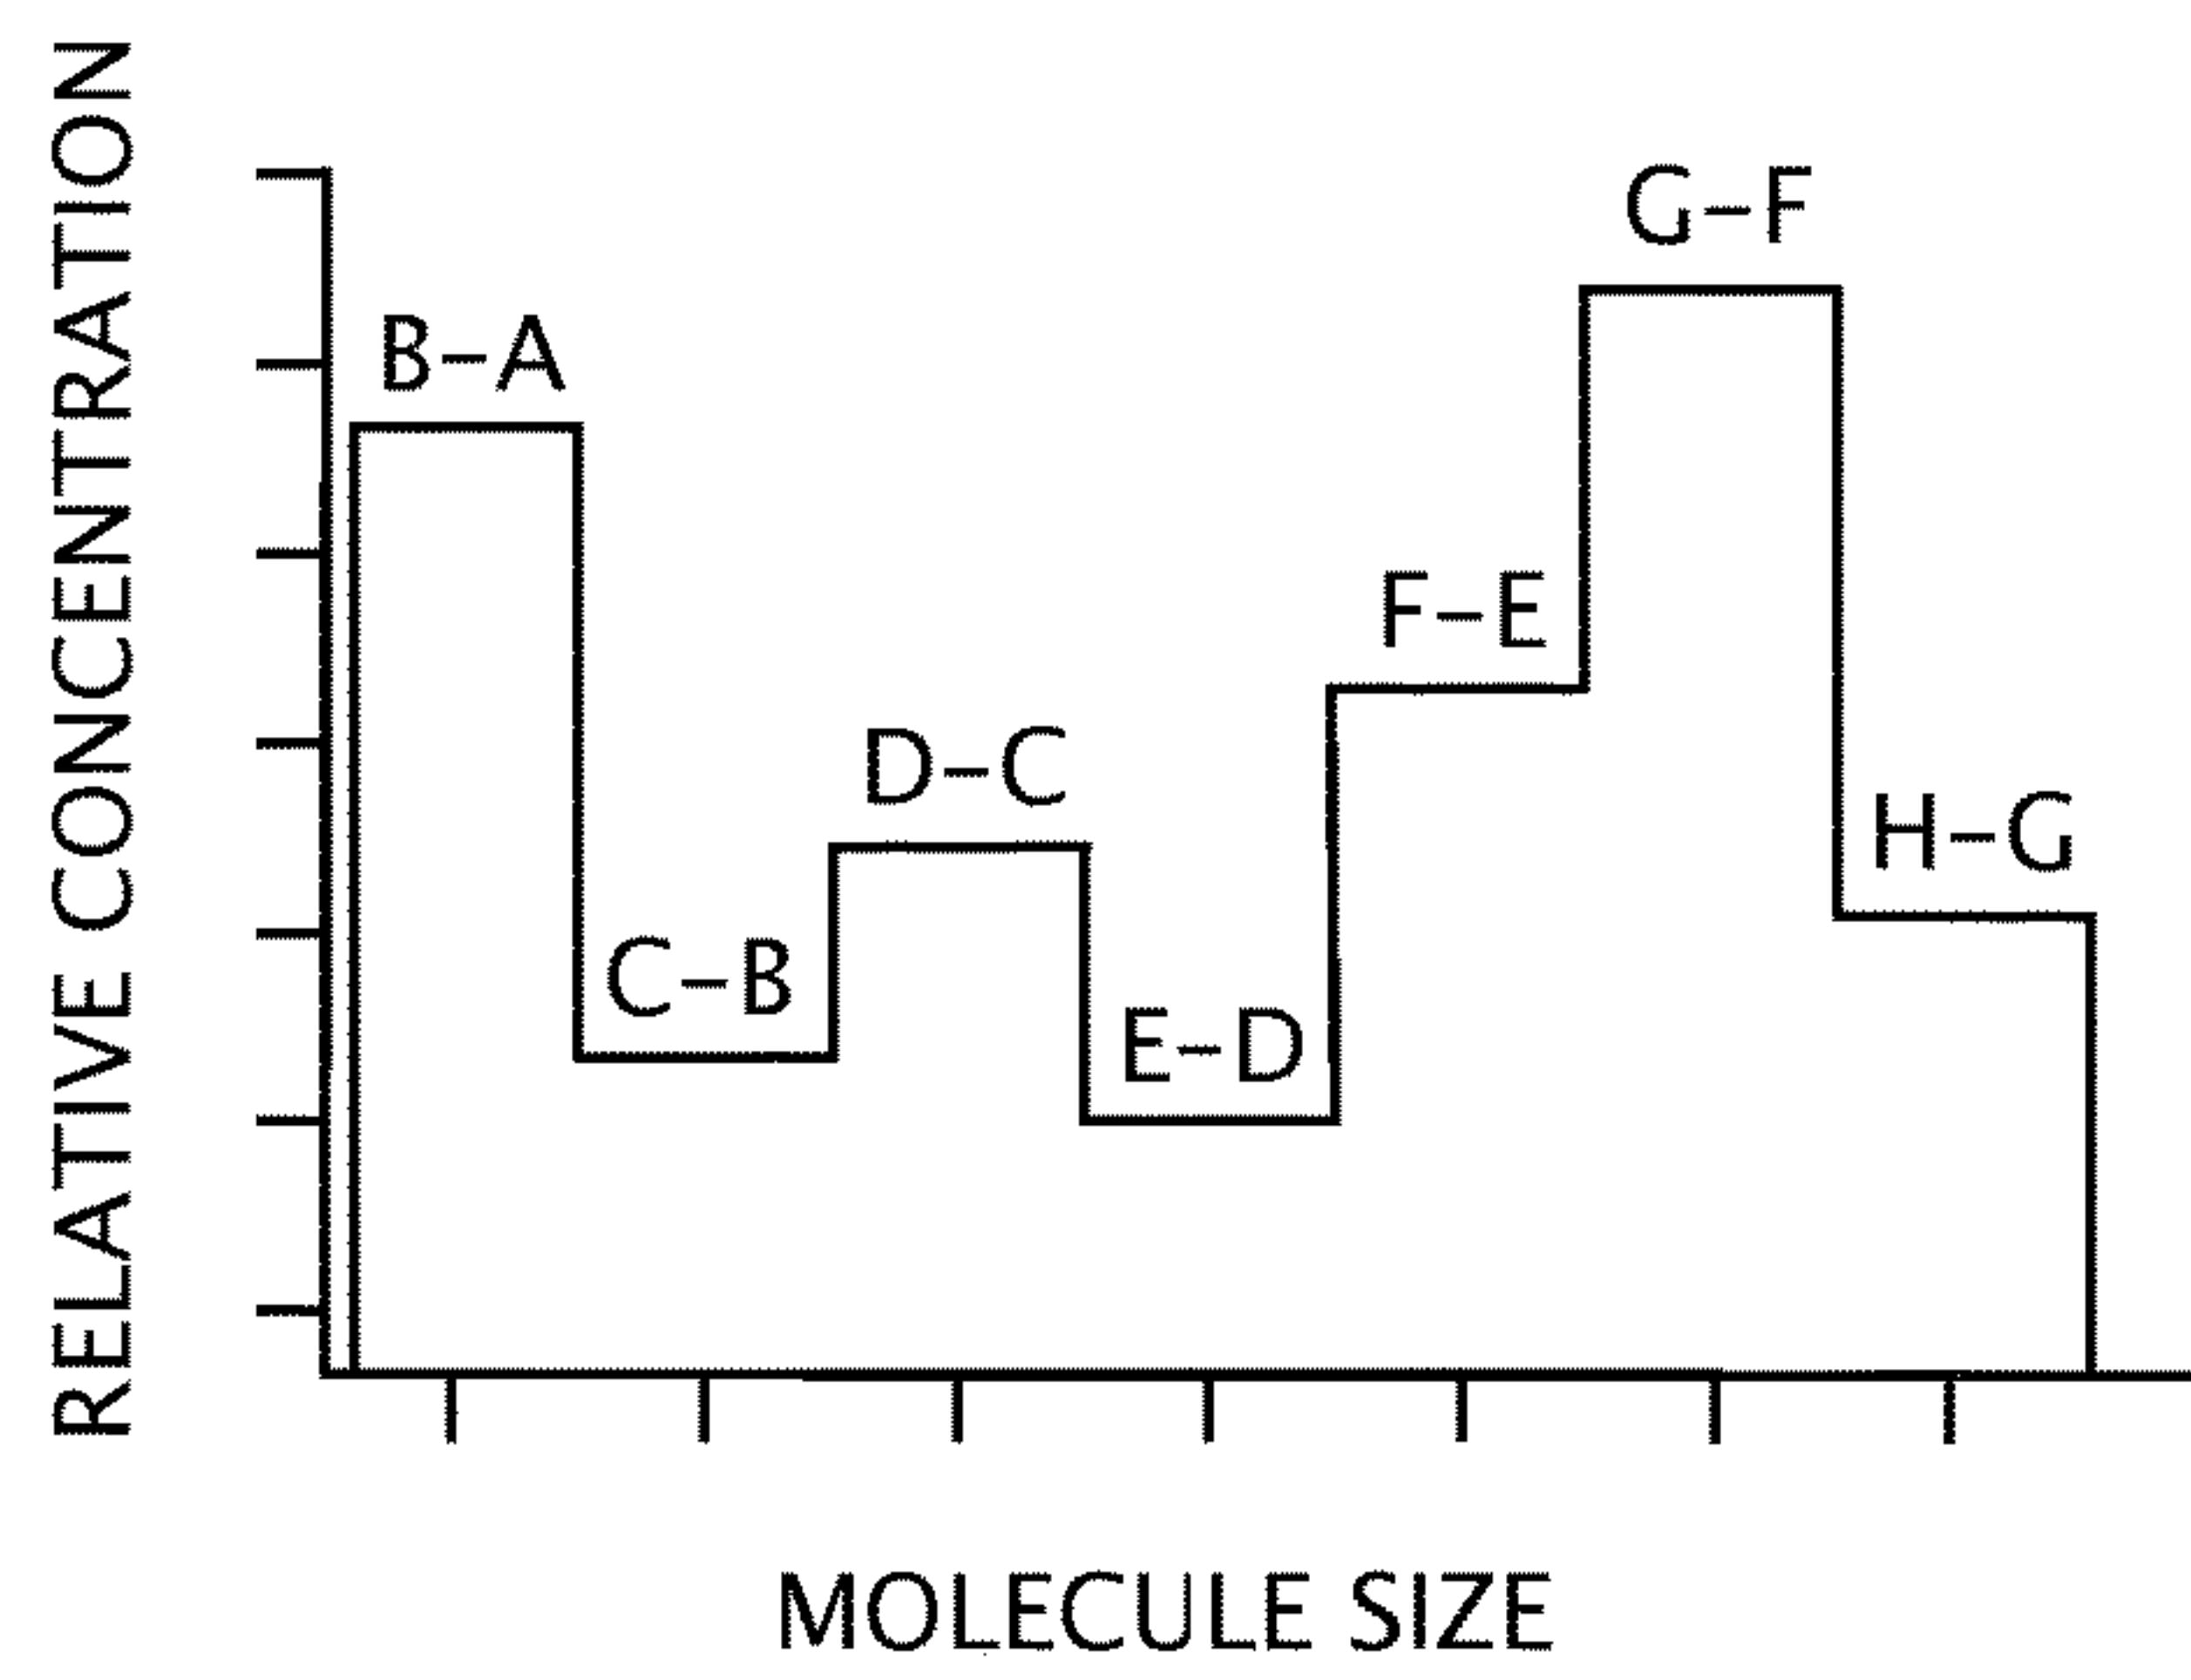 RELATIVE CONCENTRATION
B–A
C–B
D–C
E–D
F–E
G–F
H–G
MOLECULE SIZE